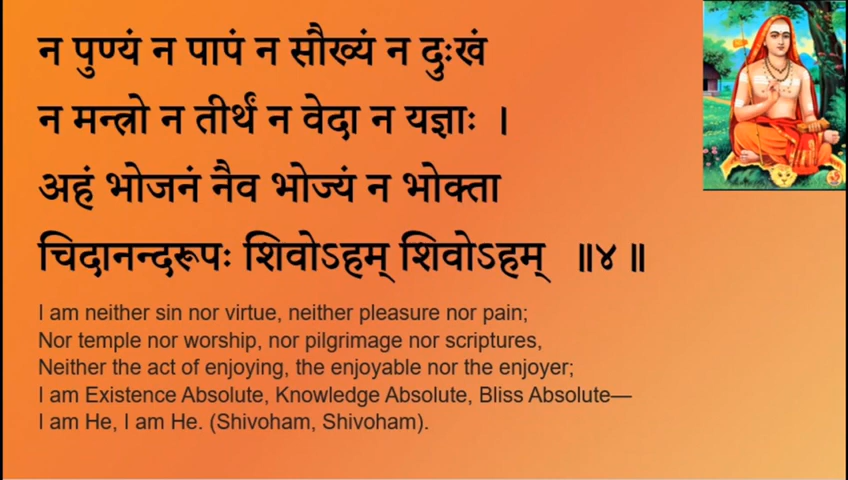 न पुण्यं न पापं न सौख्यं न दुःखं
न मन्त्रो न तीर्थं न वेदा न यज्ञाः ।
अहं भोजनं नैव भोज्यं न भोक्ता
चिदानन्दरूपः शिवोऽहम् शिवोऽहम् ॥४॥
I am neither sin nor virtue, neither pleasure nor pain;
Nor temple nor worship, nor pilgrimage nor scriptures,
Neither the act of enjoying, the enjoyable nor the enjoyer;
I am Existence Absolute, Knowledge Absolute, Bliss Absolute—
I am He, I am He. (Shivoham, Shivoham).